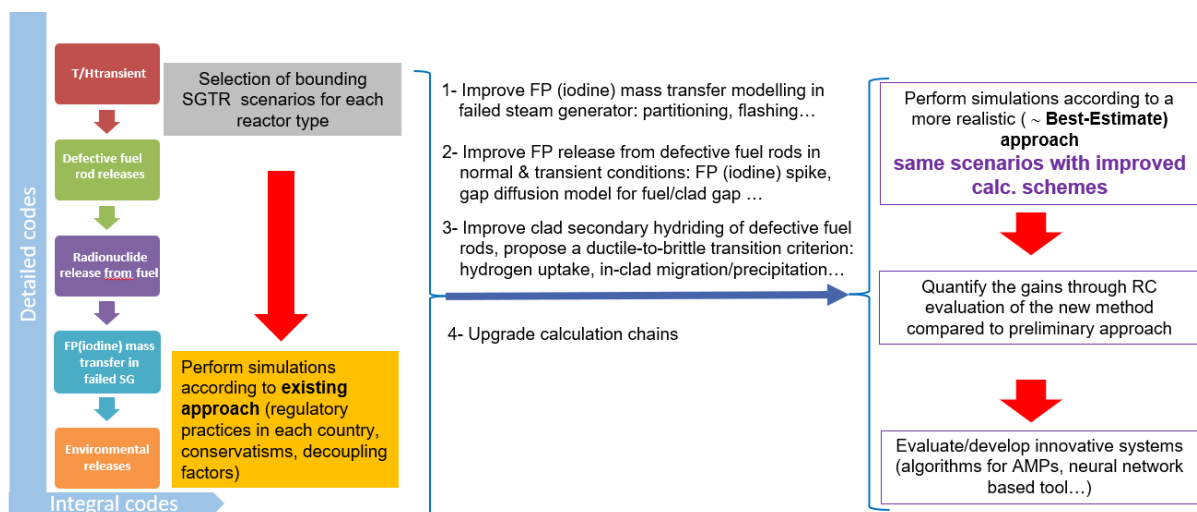 Detailed codes
T/Htransient
Defective fuel
rod releases
Radionuclide
release from fuel
FP(iodine) mass
transfer in
failed SG
Environmental
releases
Integral codes
Selection of bounding
SGTR scenarios for each
reactor type
Perform simulations
according to existing
approach (regulatory
practices in each country,
conservatisms, decoupling
factors)
1- Improve FP (iodine) mass transfer modelling in
failed steam generator: partitioning, flashing…
2- Improve FP release from defective fuel rods in
normal & transient conditions: FP (iodine) spike,
gap diffusion model for fuel/clad gap …
3- Improve clad secondary hydriding of defective fuel
rods, propose a ductile-to-brittle transition criterion:
hydrogen uptake, in-clad migration/precipitation…
4- Upgrade calculation chains
Perform simulations according to a
more realistic ( ~ Best-Estimate)
approach
same scenarios with improved
calc. schemes
Quantify the gains through RC
evaluation of the new method
compared to preliminary approach
Evaluate/develop innovative systems
(algorithms for AMPs, neural network
based tool…)